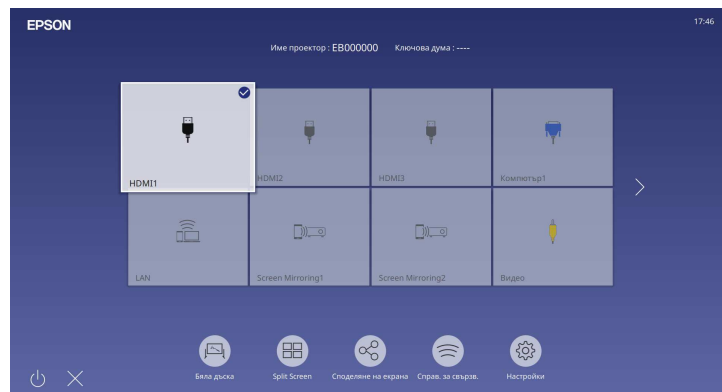 EPSON
17:46
Име проектор : EB000000 Ключова дума : ----
HDMI1
HDMI2
HDMI3
Компютър1
LAN
Screen Mirroring1
Screen Mirroring2
Видео
Бяла дъска
Split Screen
Споделяне на екрана
Справ. за свързв.
Настройки